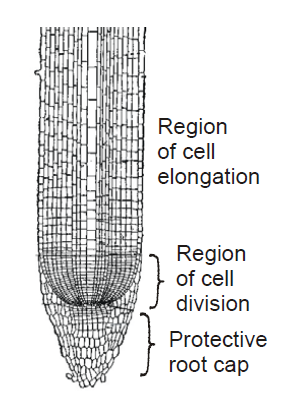 Region
of cell
elongation
Region
of cell
division
Protective
root cap